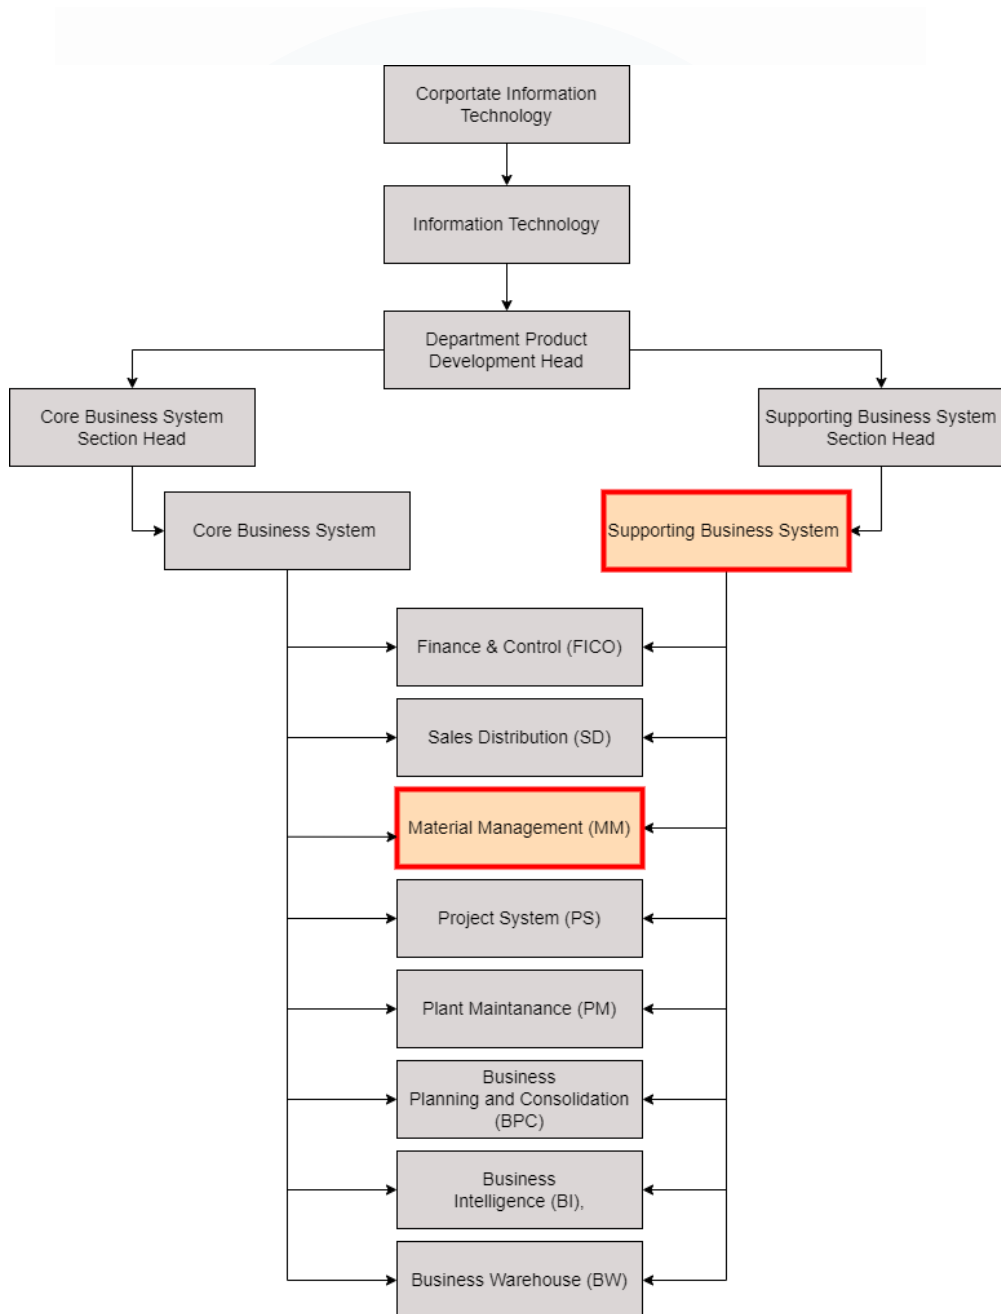 Corportate Information
Technology
Information Technology
Department Product
Development Head
Core Business System
Section Head
Supporting Business System
Section Head
Core Business System
Supporting Business System
Finance & Control (FICO)
Sales Distribution (SD)
Material Management (MM)
Project System (PS)
Plant Maintanance (PM)
Business
Planning and Consolidation
(BPC)
Business
Intelligence (BI),
Business Warehouse (BW)